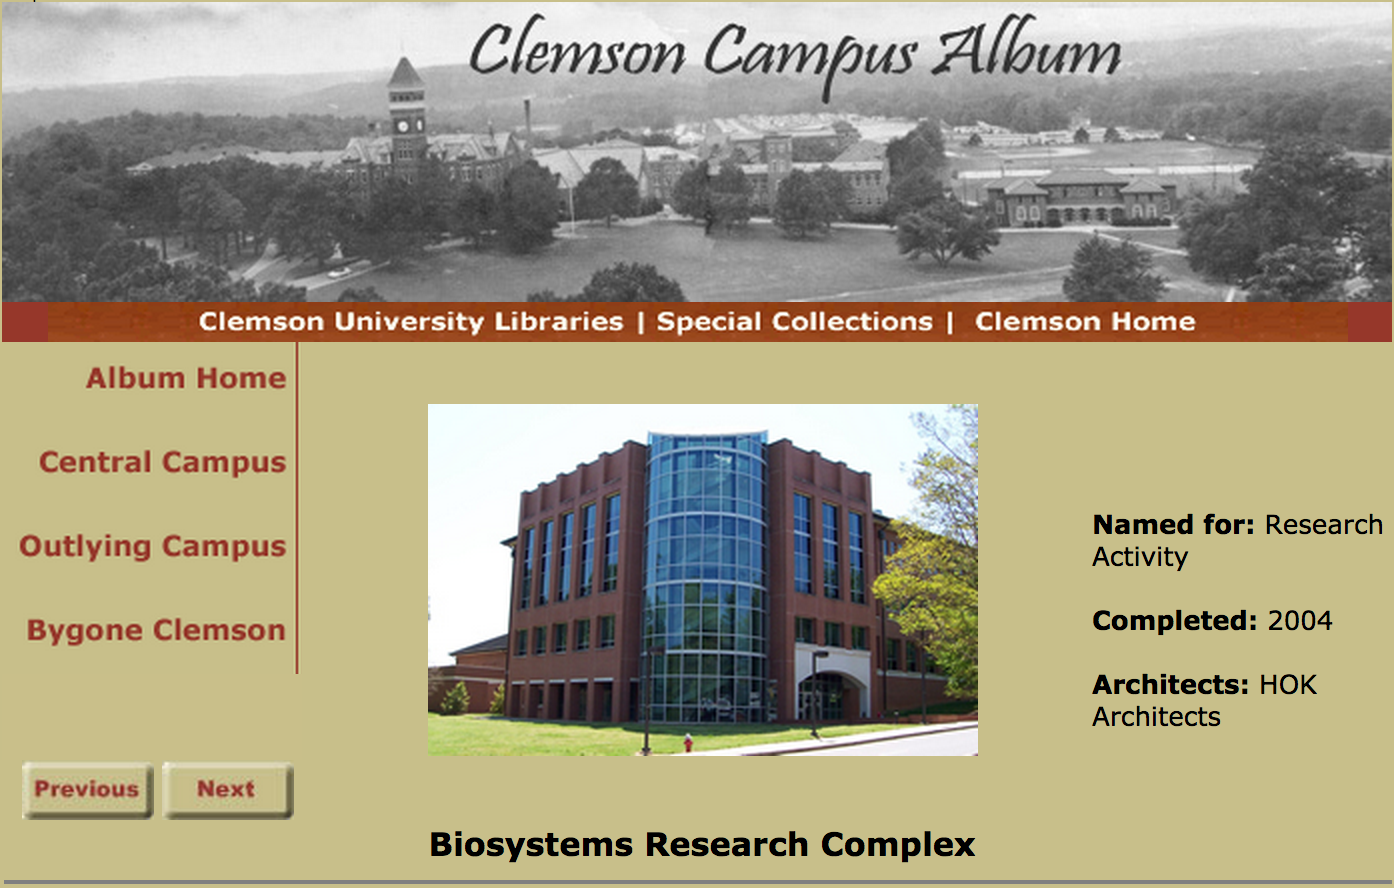 Clemson Campus Album
Clemson University Libraries | Special Collections | Clemson Home
Album Home
Central Campus
Outlying Campus
Bygone Clemson
Previous
Next
Named for: Research
Activity
Completed: 2004
Architects: HOK
Architects
Biosystems Research Complex